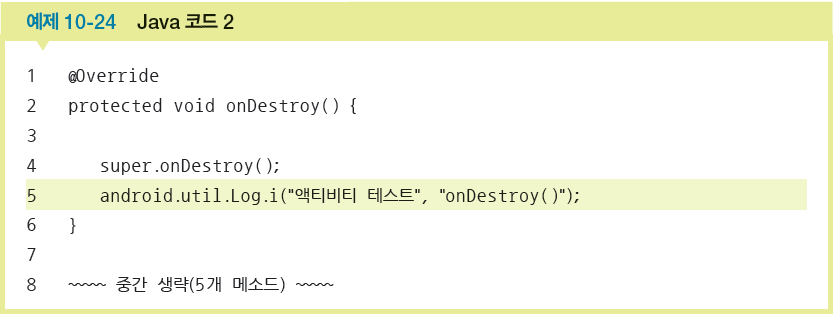 예제 10-24 Java 코드 2
1 @Override
2 protected void onDestroy() {
3
4 super.onDestroy();
5 android.util.Log.i("액티비티 테스트", "onDestroy()");
6 }
7
8 ~~~~~ 중간 생략(5개 메소드) ~~~~~